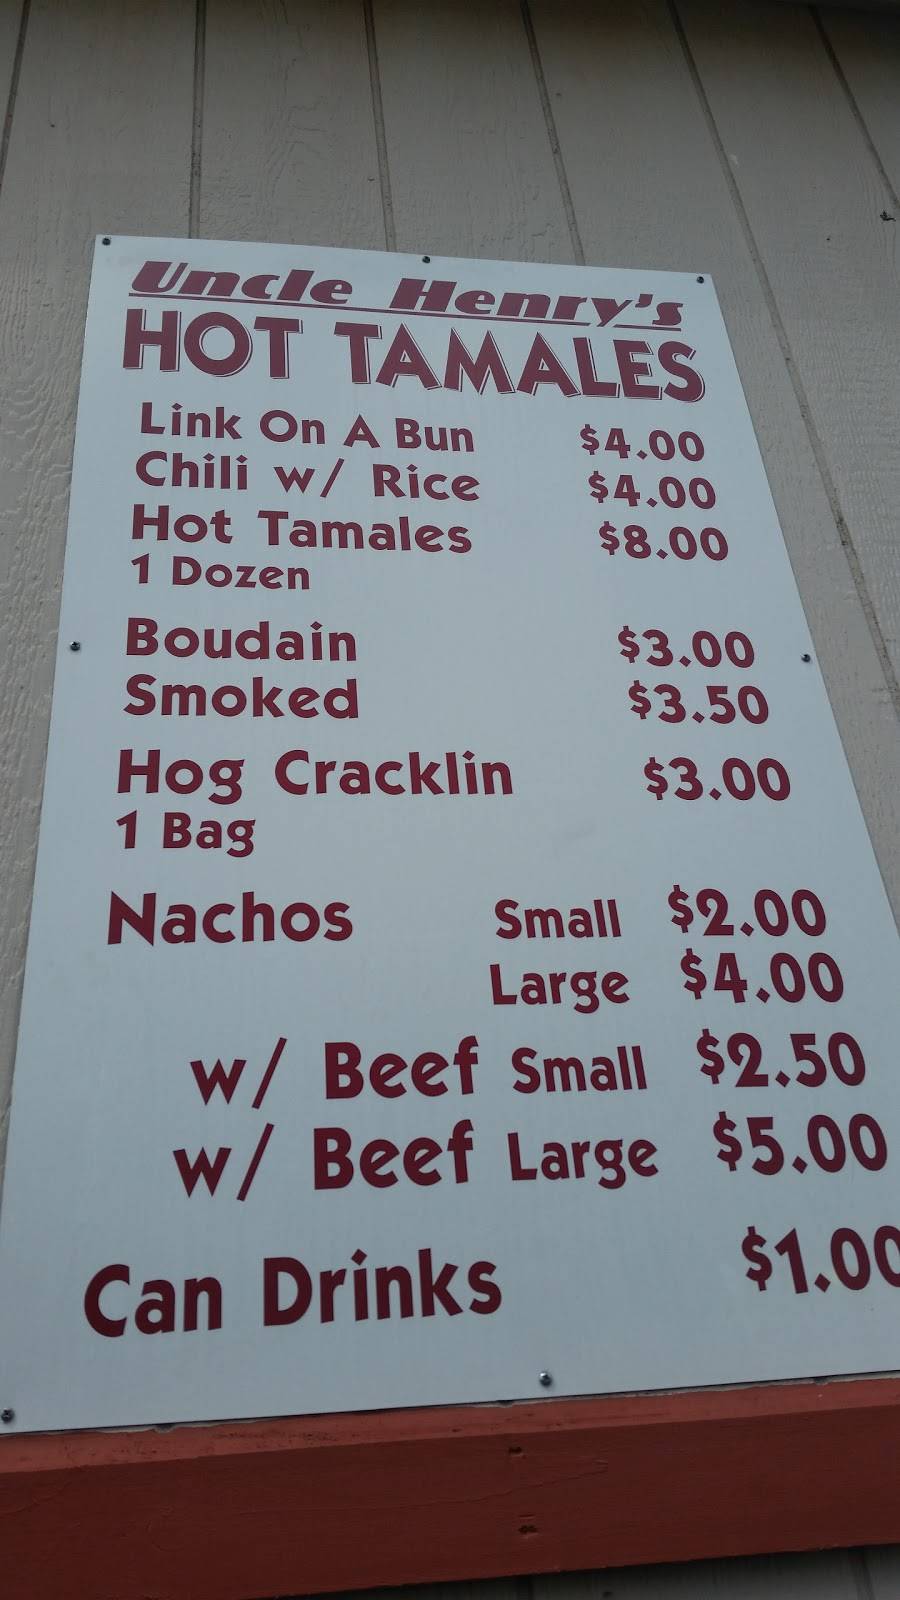 Uncle Henry's
HOT TAMALES
Link On A Bun $4.00
Chili w/ Rice $4.00
Hot Tamales $8.00
1 Dozen
Boudain $3.00
Smoked $3.50
Hog Cracklin $3.00
1 Bag
Nachos Small $2.00
Large $4.00
w/ Beef Small $2.50
w/ Beef Large $5.00
Can Drinks $1.00